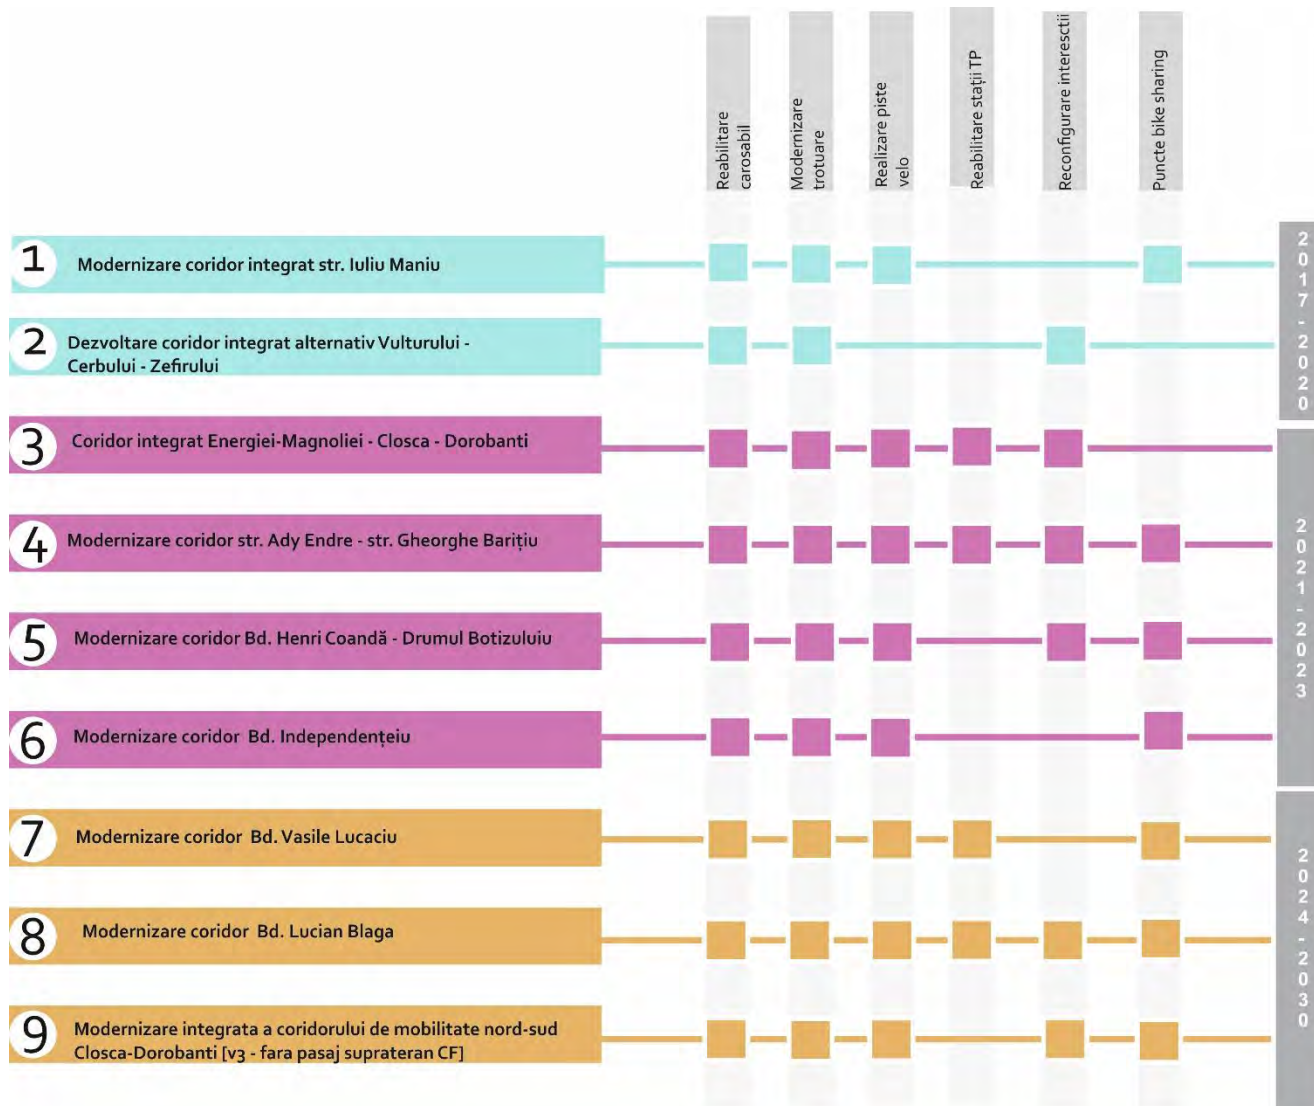 Reabilitare
carosabil
Modernizare
trotuare
Realizare piste
velo
Reabilitare stații TP
Reconfigurare interesctii
Puncte bike sharing
1 Modernizare coridor integrat str. Iuliu Maniu
2 Dezvoltare coridor integrat alternativ Vulturului -
Cerbului - Zefirului
2017-2020
3 Coridor integrat Energiei-Magnoliei - Closca - Dorobanti
4 Modernizare coridor str. Ady Endre - str. Gheorghe Barițiu
5 Modernizare coridor Bd. Henri Coandă - Drumul Botizuluiu
6 Modernizare coridor Bd. Independențeiu
2021-2023
7 Modernizare coridor Bd. Vasile Lucaciu
8 Modernizare coridor Bd. Lucian Blaga
9 Modernizare integrata a coridorului de mobilitate nord-sud
Closca-Dorobanti [v3 - fara pasaj suprateran CF]
2024-2030